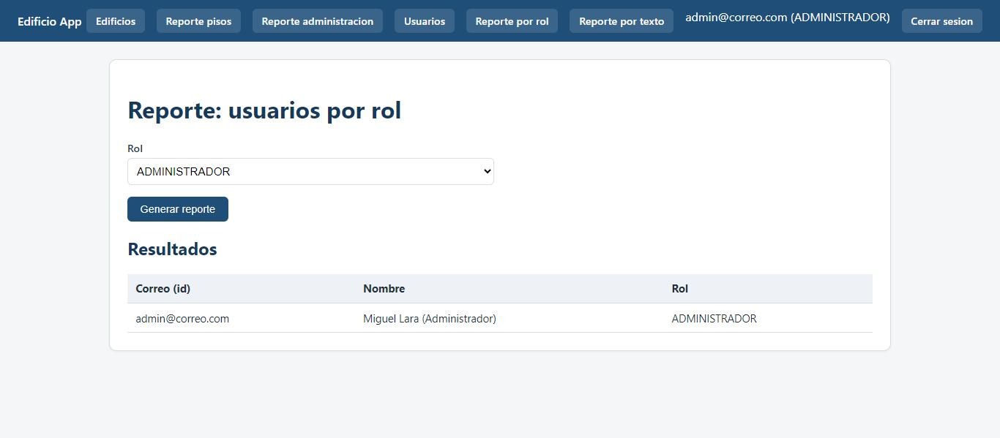 Edificio App Edificios Reporte pisos Reporte administracion Usuarios Reporte por rol Reporte por texto admin@correo.com (ADMINISTRADOR) Cerrar sesion
Reporte: usuarios por rol
Rol
ADMINISTRADOR
Generar reporte
Resultados
Correo (id) Nombre Rol
admin@correo.com Miguel Lara (Administrador) ADMINISTRADOR